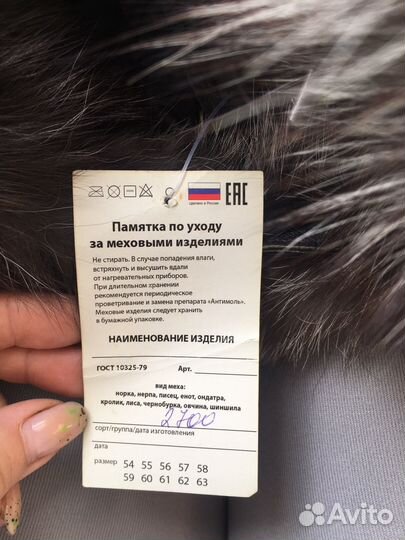 сделано в России
ЕАС
Памятка по уходу
за меховыми изделиями
Не стирать. В случае попадения влаги,
встряхнуть и высушить вдали
от нагревательных приборов.
При длительном хранении
рекомендуется периодическое
проветривание и замена препарата «Антимоль».
Меховые изделия следует хранить
в бумажной упаковке.
НАИМЕНОВАНИЕ ИЗДЕЛИЯ
ГОСТ 10325-79 Арт.
вид меха:
норка, нерпа, писец, енот, ондатра,
кролик, лиса, чернобурка, овчина, шиншила
2700
сорт/группа/дата изготовления
дата
размер 54 55 56 57 58
59 60 61 62 63
Avito